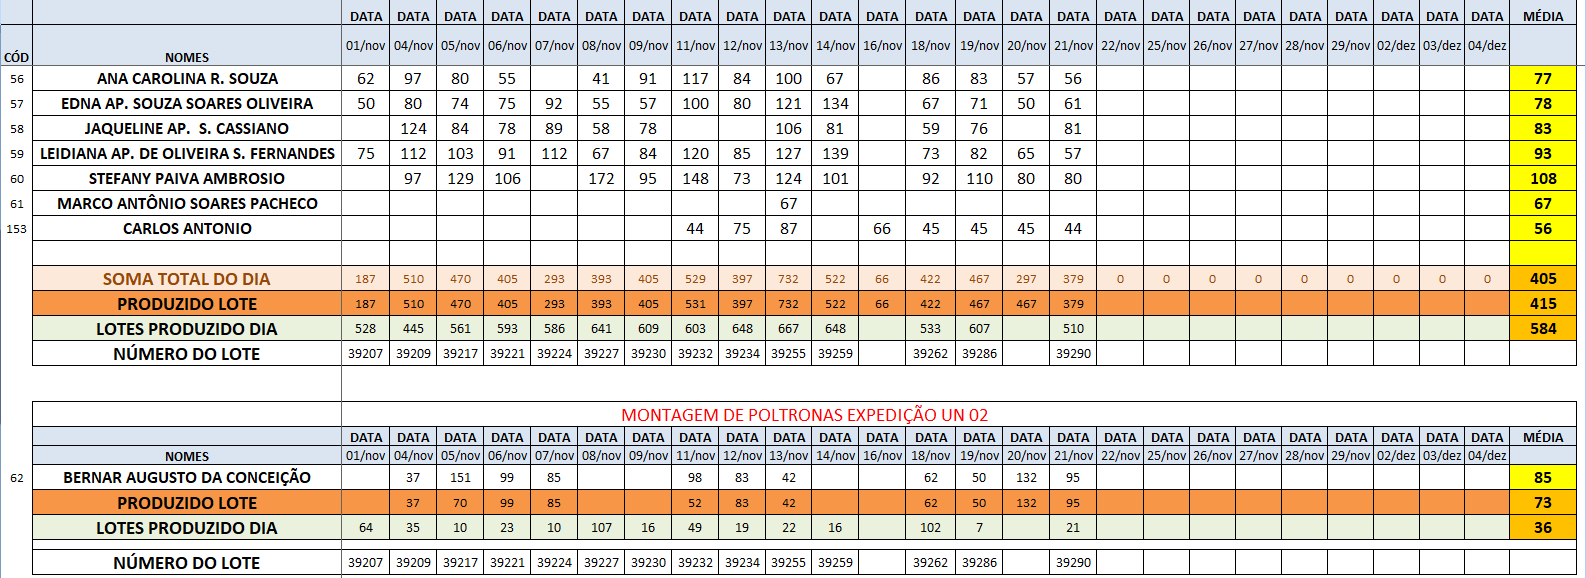 DATA DATA DATA DATA DATA DATA DATA DATA DATA DATA DATA DATA DATA DATA DATA DATA DATA DATA DATA DATA DATA DATA DATA DATA DATA MÉDIA
CÓD NOMES 01/nov 04/nov 05/nov 06/nov 07/nov 08/nov 09/nov 11/nov 12/nov 13/nov 14/nov 16/nov 18/nov 19/nov 20/nov 21/nov 22/nov 25/nov 26/nov 27/nov 28/nov 29/nov 02/dez 03/dez 04/dez
56 ANA CAROLINA R. SOUZA 62 97 80 55 41 91 117 84 100 67 86 83 57 56 77
57 EDNA AP. SOUZA SOARES OLIVEIRA 50 80 74 75 92 55 57 100 80 121 134 67 71 50 61 78
58 JAQUELINE AP. S. CASSIANO 124 84 78 89 58 78 106 81 59 76 81 83
59 LEIDIANA AP. DE OLIVEIRA S. FERNANDES 75 112 103 91 112 67 84 120 85 127 139 73 82 65 57 93
60 STEFANY PAIVA AMBROSIO 97 129 106 172 95 148 73 124 101 92 110 80 80 108
61 MARCO ANTÔNIO SOARES PACHECO 67 67
153 CARLOS ANTONIO 44 75 87 66 45 45 45 44 56
SOMA TOTAL DO DIA 187 510 470 405 293 393 405 529 397 732 522 66 422 467 297 379 0 0 0 0 0 0 0 0 0 405
PRODUZIDO LOTE 187 510 470 405 293 393 405 531 397 732 522 66 422 467 467 379 415
LOTES PRODUZIDO DIA 528 445 561 593 586 641 609 603 648 667 648 533 607 510 584
NÚMERO DO LOTE 39207 39209 39217 39221 39224 39227 39230 39232 39234 39255 39259 39262 39286 39290
MONTAGEM DE POLTRONAS EXPEDIÇÃO UN 02
DATA DATA DATA DATA DATA DATA DATA DATA DATA DATA DATA DATA DATA DATA DATA DATA DATA DATA DATA DATA DATA DATA DATA DATA DATA MÉDIA
NOMES 01/nov 04/nov 05/nov 06/nov 07/nov 08/nov 09/nov 11/nov 12/nov 13/nov 14/nov 16/nov 18/nov 19/nov 20/nov 21/nov 22/nov 25/nov 26/nov 27/nov 28/nov 29/nov 02/dez 03/dez 04/dez
62 BERNAR AUGUSTO DA CONCEIÇÃO 37 151 99 85 98 83 42 62 50 132 95 85
PRODUZIDO LOTE 37 70 99 85 52 83 42 62 50 132 95 73
LOTES PRODUZIDO DIA 64 35 10 23 10 107 16 49 19 22 16 102 7 21 36
NÚMERO DO LOTE 39207 39209 39217 39221 39224 39227 39230 39232 39234 39255 39259 39262 39286 39290